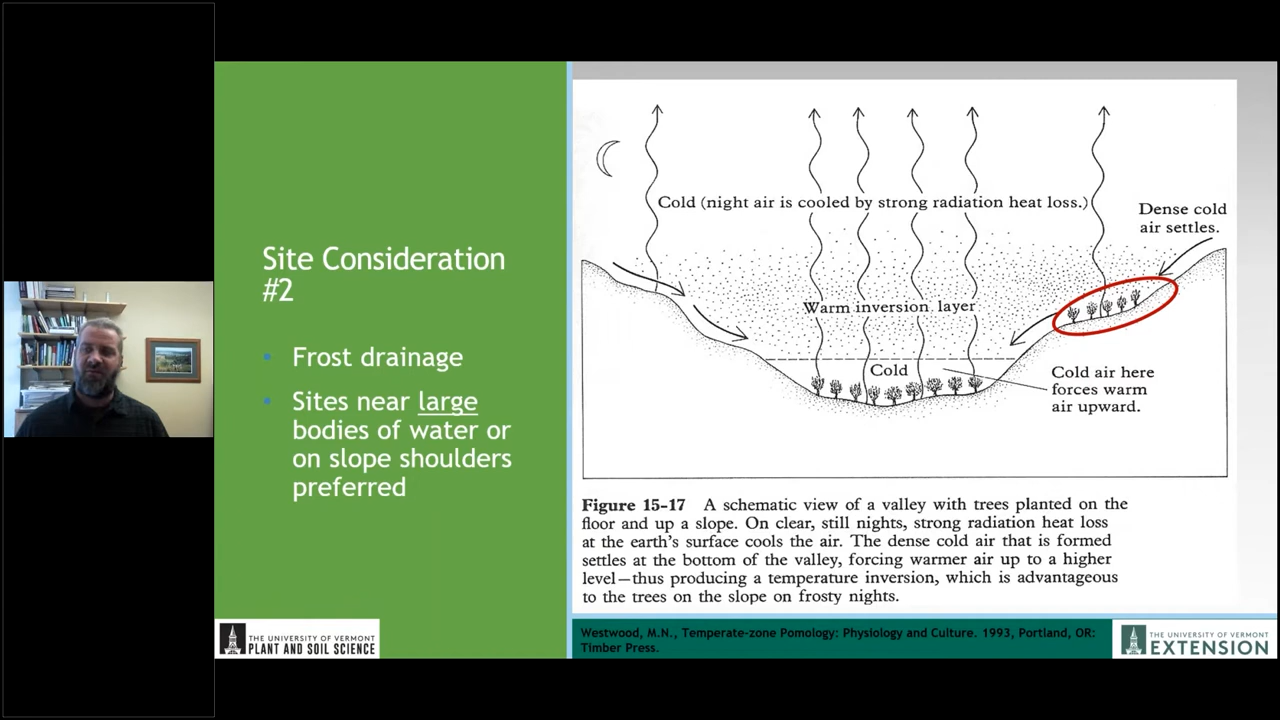 Site Consideration
#2
Frost drainage
Sites near large
bodies of water or
on slope shoulders
preferred
THE UNIVERSITY OF VERMONT
PLANT AND SOIL SCIENCE
Cold (night air is cooled by strong radiation heat loss.)
Dense cold
air settles.
Warm inversion layer
Cold
Cold air here
forces warm
air upward.
Figure 15-17 A schematic view of a valley with trees planted on the
floor and up a slope. On clear, still nights, strong radiation heat loss
at the earth's surface cools the air. The dense cold air that is formed
settles at the bottom of the valley, forcing warmer air up to a higher
level—thus producing a temperature inversion, which is advantageous
to the trees on the slope on frosty nights.
Westwood, M.N., Temperate-zone Pomology: Physiology and Culture. 1993, Portland, OR:
Timber Press.
THE UNIVERSITY OF VERMONT
EXTENSION